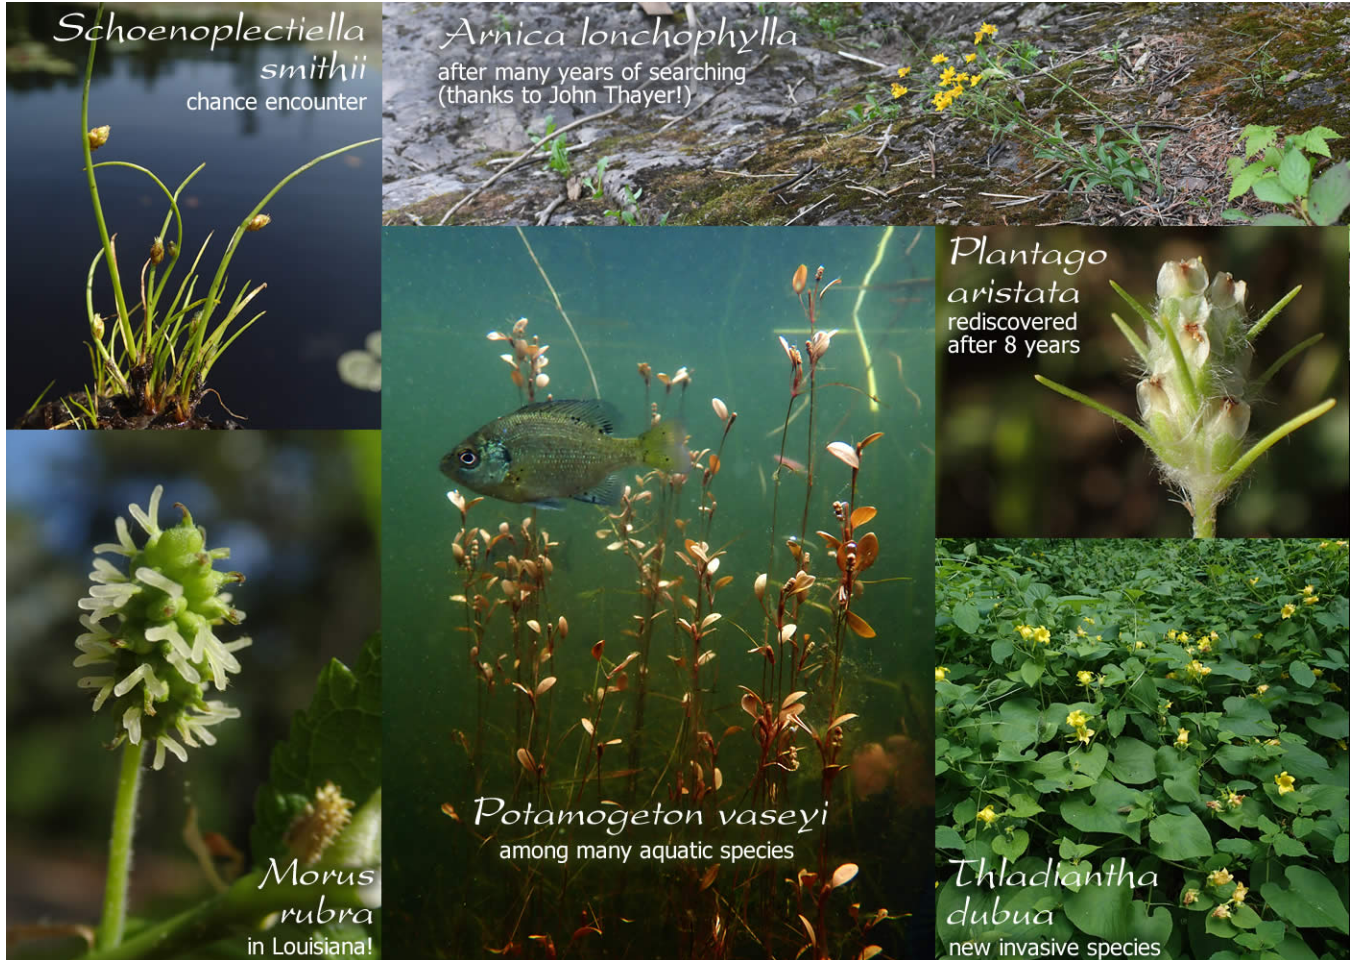 Schoenoplectiella
smithii
chance encounter
Arnica lonchophylla
after many years of searching
(thanks to John Thayer!)
Plantago
aristata
rediscovered
after 8 years
Potamogeton vaseyi
among many aquatic species
Morus
rubra
in Louisiana!
Thladiantha
dubua
new invasive species